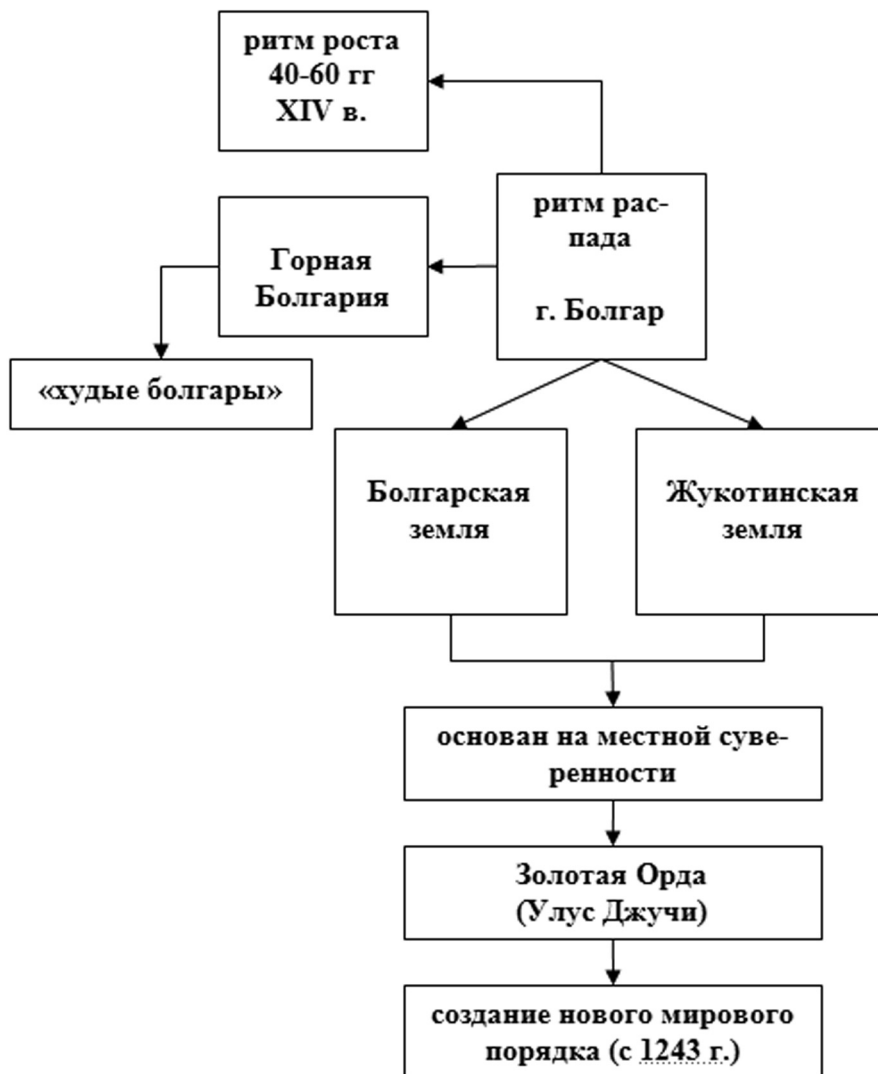 ритм роста
40-60 гг
XIV в.
ритм рас-
пада
г. Болгар
Горная
Болгария
«худые болгары»
Болгарская
земля
Жукотинская
земля
основан на местной суве-
ренности
Золотая Орда
(Улус Джучи)
создание нового мирового
порядка (с 1243 г.)